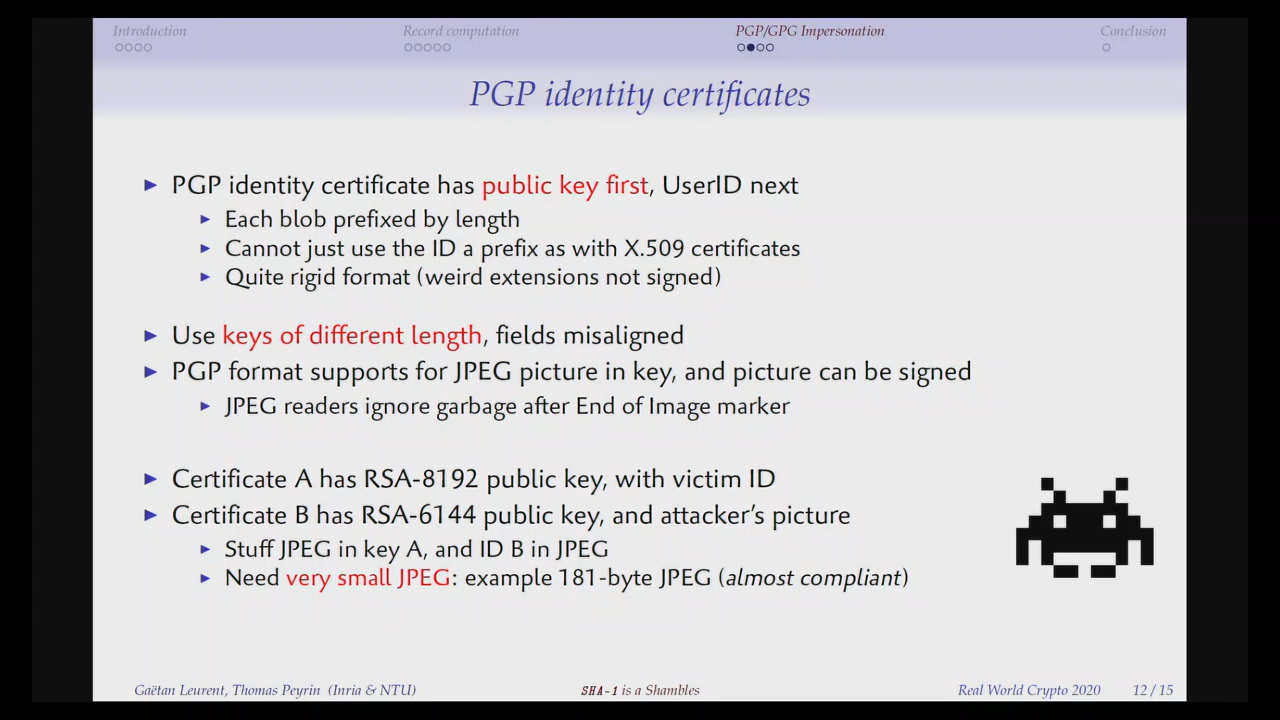 Introduction Record computation PGP/GPG Impersonation Conclusion
PGP identity certificates
PGP identity certificate has public key first, UserID next
Each blob prefixed by length
Cannot just use the ID a prefix as with X.509 certificates
Quite rigid format (weird extensions not signed)
Use keys of different length, fields misaligned
PGP format supports for JPEG picture in key, and picture can be signed
JPEG readers ignore garbage after End of Image marker
Certificate A has RSA-8192 public key, with victim ID
Certificate B has RSA-6144 public key, and attacker's picture
Stuff JPEG in key A, and ID B in JPEG
Need very small JPEG: example 181-byte JPEG (almost compliant)
Gaëtan Leurent, Thomas Peyrin (Inria & NTU) SHA-1 is a Shambles Real World Crypto 2020 12 / 15